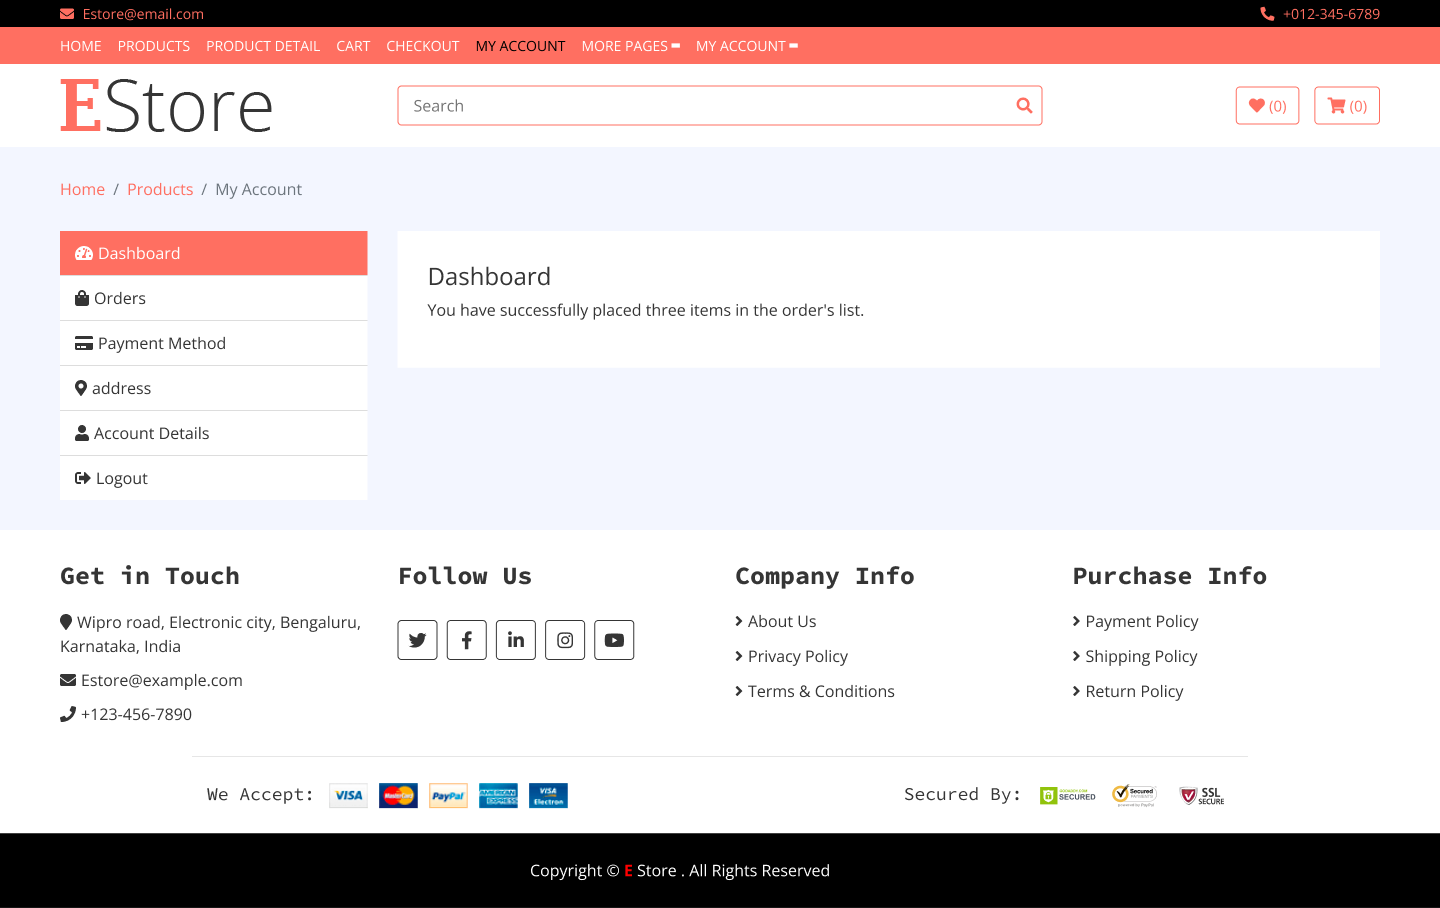 Estore@email.com
+012-345-6789
HOME PRODUCTS PRODUCT DETAIL CART CHECKOUT MY ACCOUNT MORE PAGES MY ACCOUNT
EStore
Search
(0)
(0)
Home / Products / My Account
Dashboard
Orders
Payment Method
address
Account Details
Logout
Dashboard
You have successfully placed three items in the order's list.
Get in Touch
Wipro road, Electronic city, Bengaluru,
Karnataka, India
Estore@example.com
+123-456-7890
Follow Us
Company Info
About Us
Privacy Policy
Terms & Conditions
Purchase Info
Payment Policy
Shipping Policy
Return Policy
We Accept:
VISA
MasterCard
PayPal
AMERICAN
EXPRESS
VISA
Electron
Secured By:
SECURED
Secured
PAYMENTS
powered by PayPal
SSL
SECURE
Copyright © E Store . All Rights Reserved